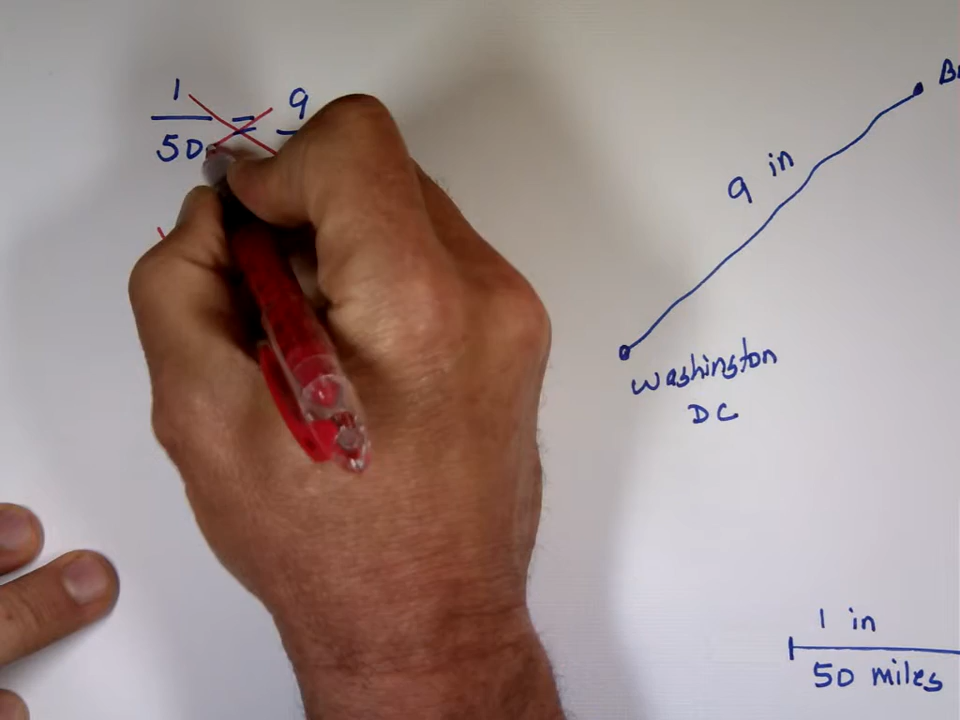 1/50 = 9
9 in
Washington
DC
1 in
50 miles